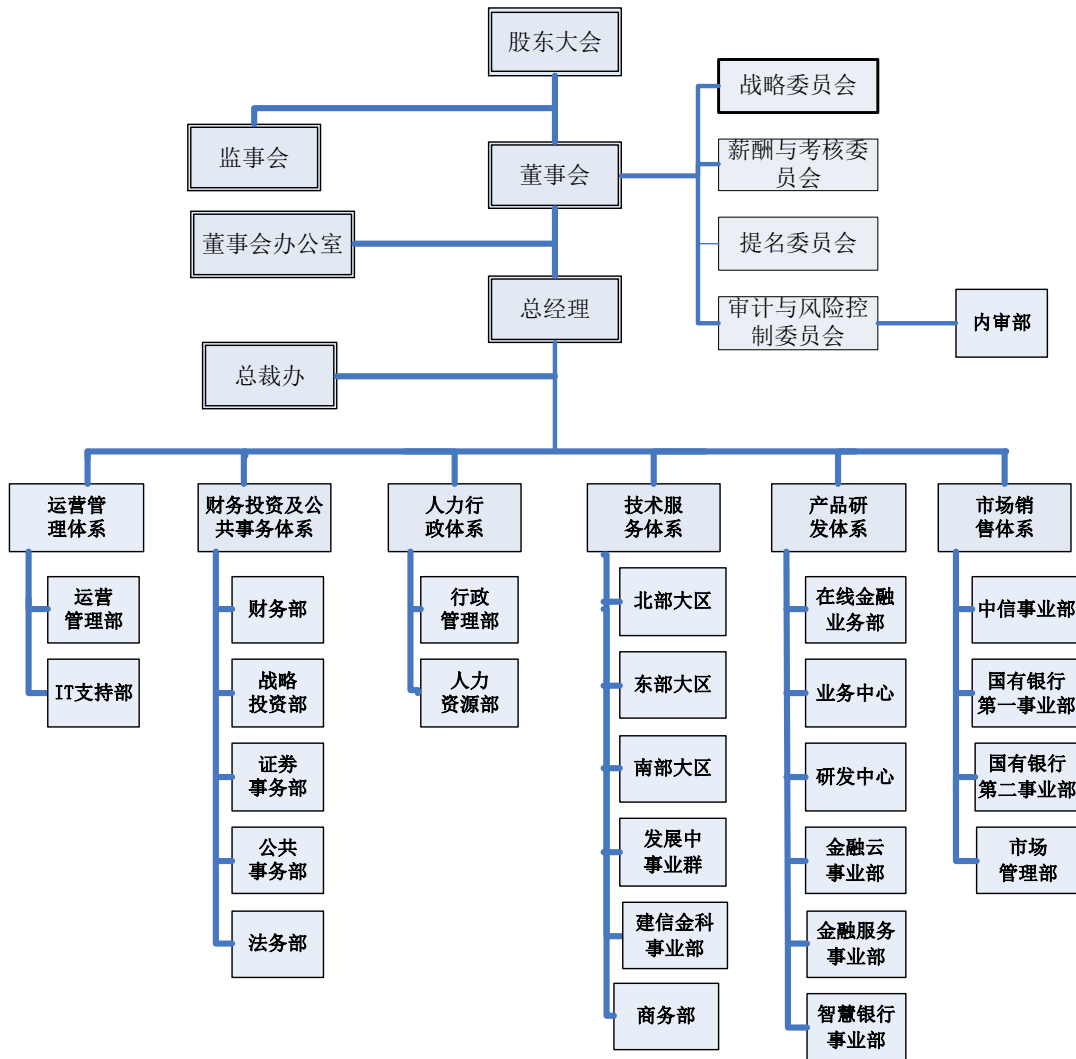 股东大会
战略委员会
监事会
董事会
薪酬与考核委
员会
董事会办公室
提名委员会
总经理
审计与风险控
制委员会
内审部
总裁办
运营管
理体系
财务投资及公
共事务体系
人力行
政体系
技术服
务体系
产品研
发体系
市场销
售体系
运营
管理部
IT支持部
财务部
战略
投资部
证券
事务部
公共
事务部
法务部
行政
管理部
人力
资源部
北部大区
东部大区
南部大区
发展中
事业群
建信金科
事业部
商务部
在线金融
业务部
业务中心
研发中心
金融云
事业部
金融服务
事业部
智慧银行
事业部
中信事业部
国有银行
第一事业部
国有银行
第二事业部
市场
管理部